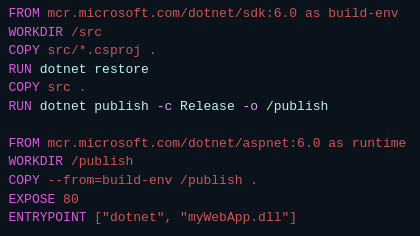 FROM mcr.microsoft.com/dotnet/sdk:6.0 as build-env
WORKDIR /src
COPY src/*.csproj .
RUN dotnet restore
COPY src .
RUN dotnet publish -c Release -o /publish

FROM mcr.microsoft.com/dotnet/aspnet:6.0 as runtime
WORKDIR /publish
COPY --from=build-env /publish .
EXPOSE 80
ENTRYPOINT ["dotnet", "myWebApp.dll"]